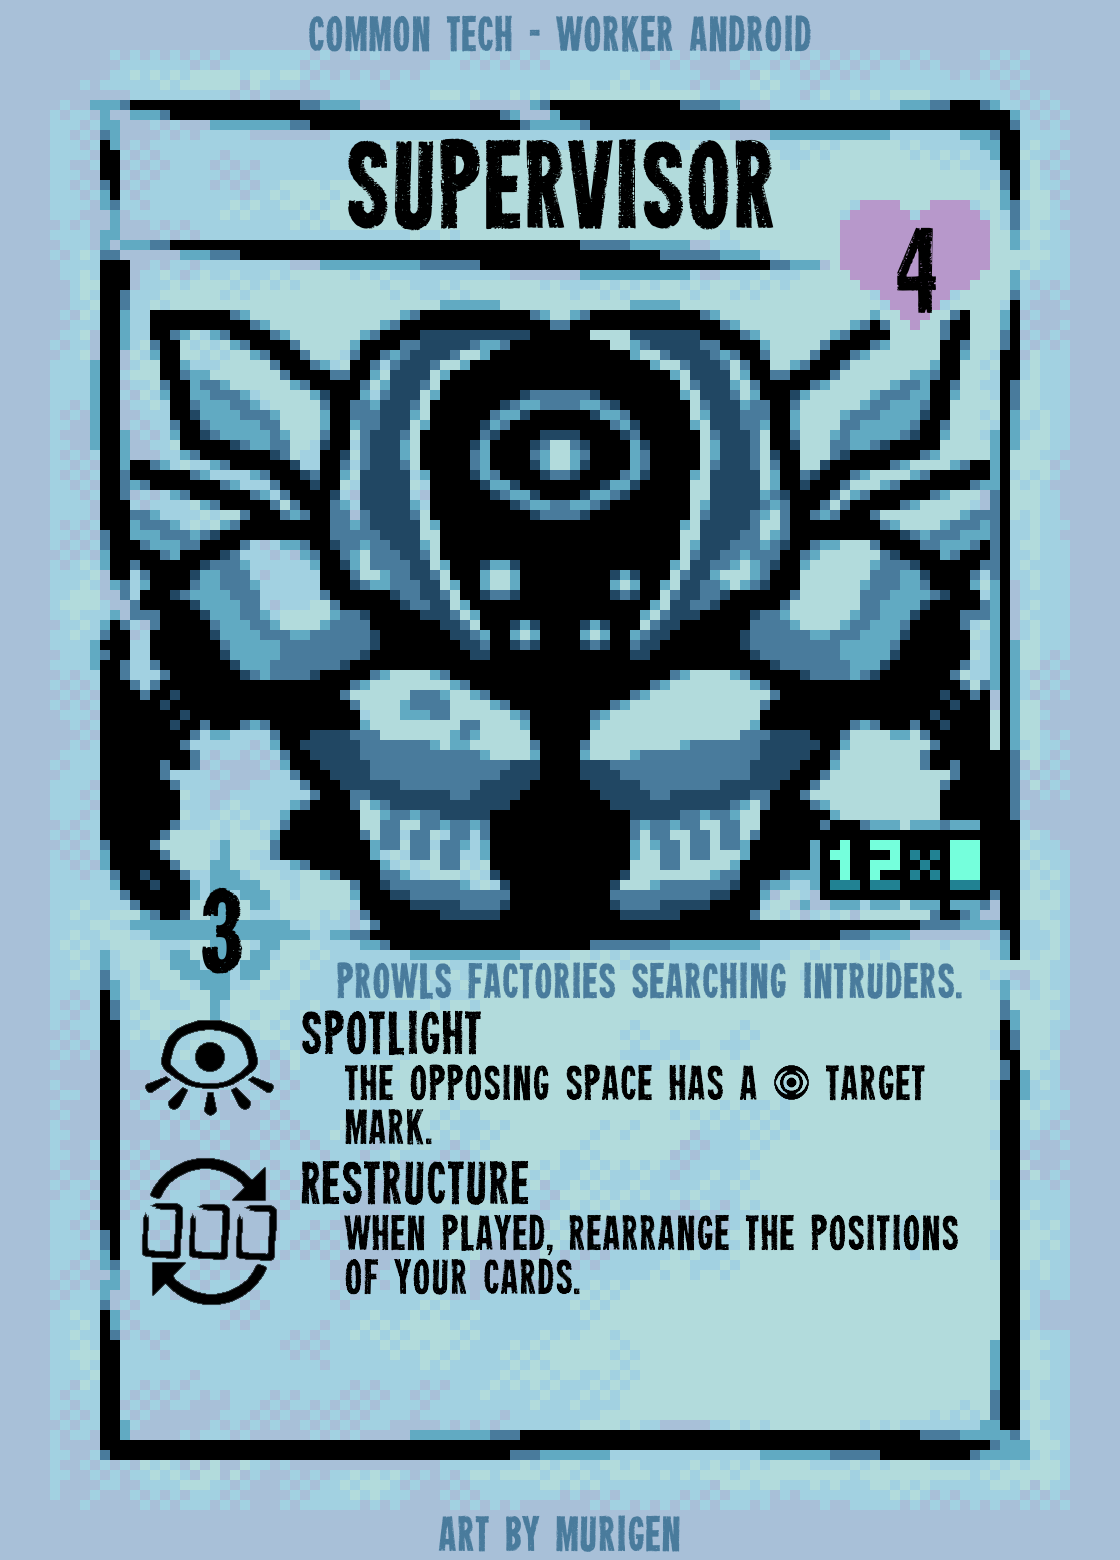 COMMON TECH - WORKER ANDROID
SUPERVISOR
4
12×
3
PROWLS FACTORIES SEARCHING INTRUDERS.
SPOTLIGHT
THE OPPOSING SPACE HAS A TARGET
MARK.
RESTRUCTURE
WHEN PLAYED, REARRANGE THE POSITIONS
OF YOUR CARDS.
ART BY MURIGEN